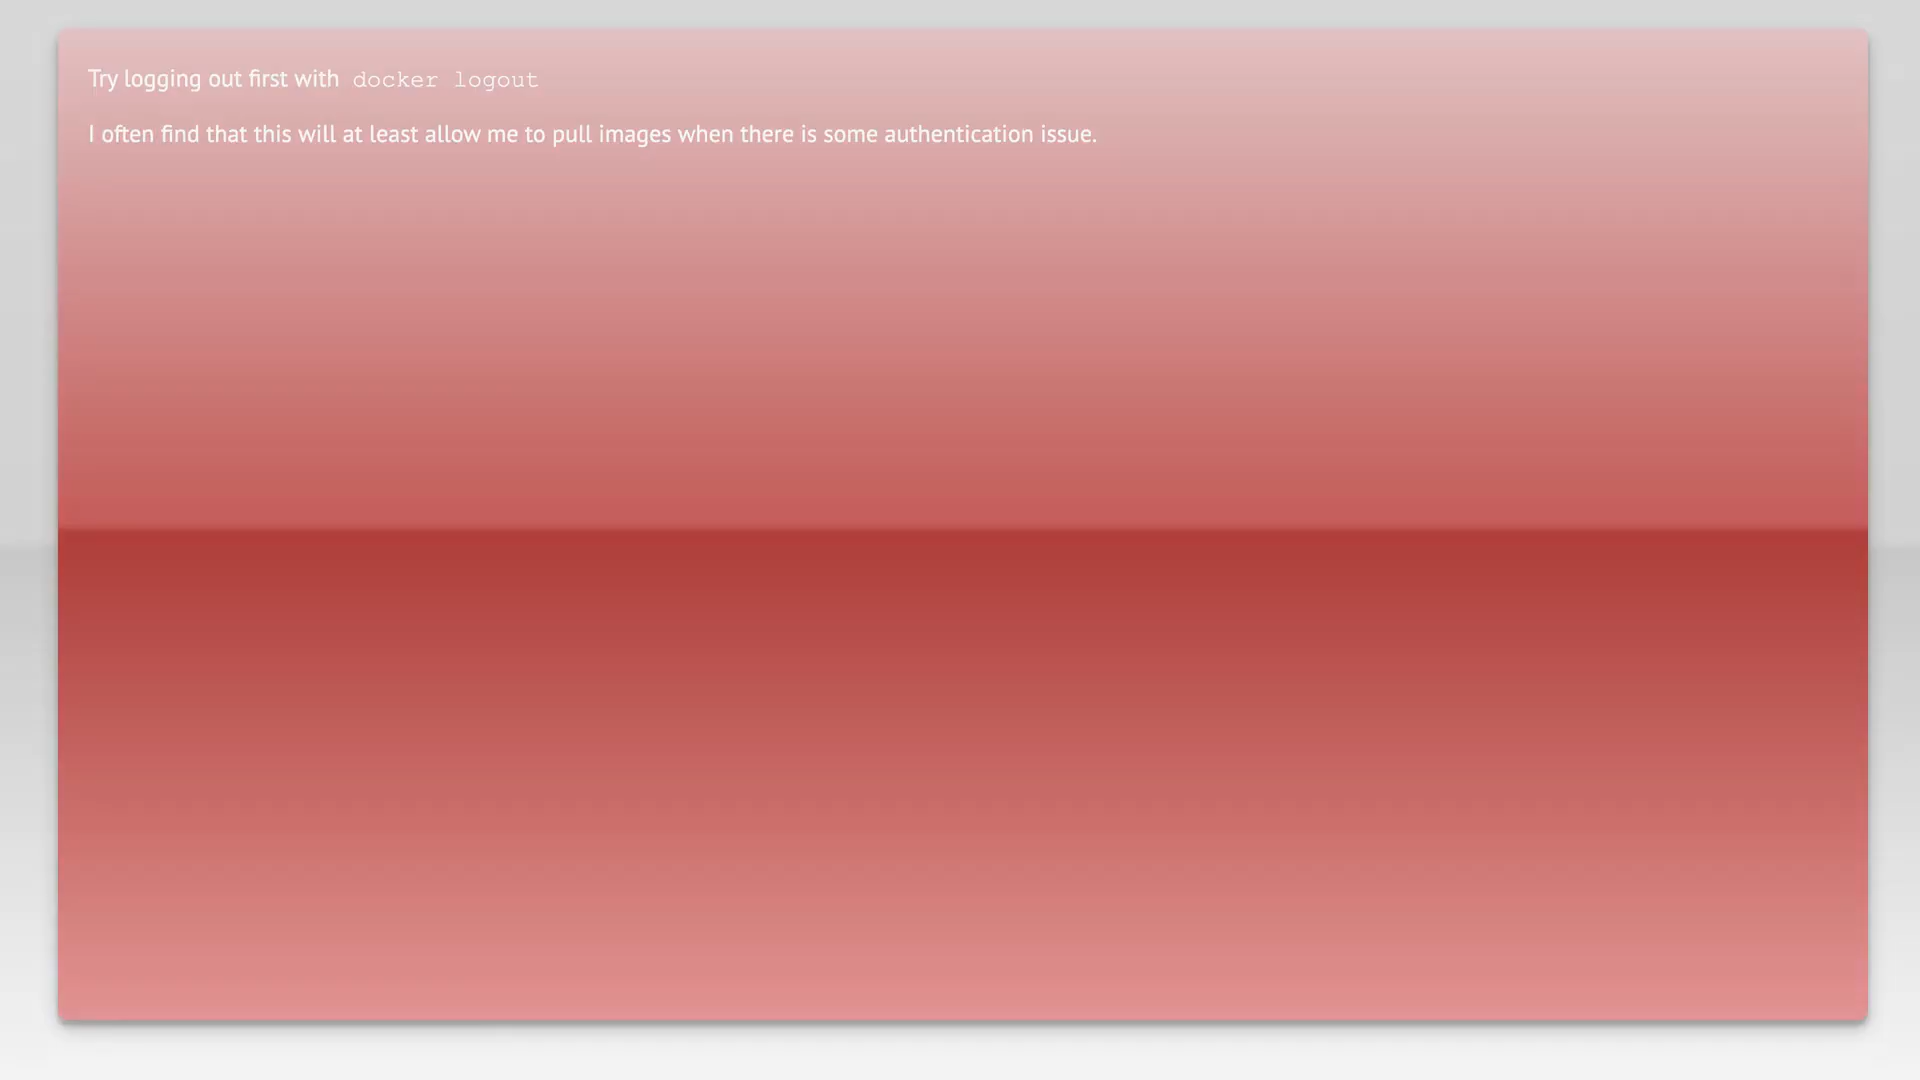 Try logging out first with docker logout
I often find that this will at least allow me to pull images when there is some authentication issue.